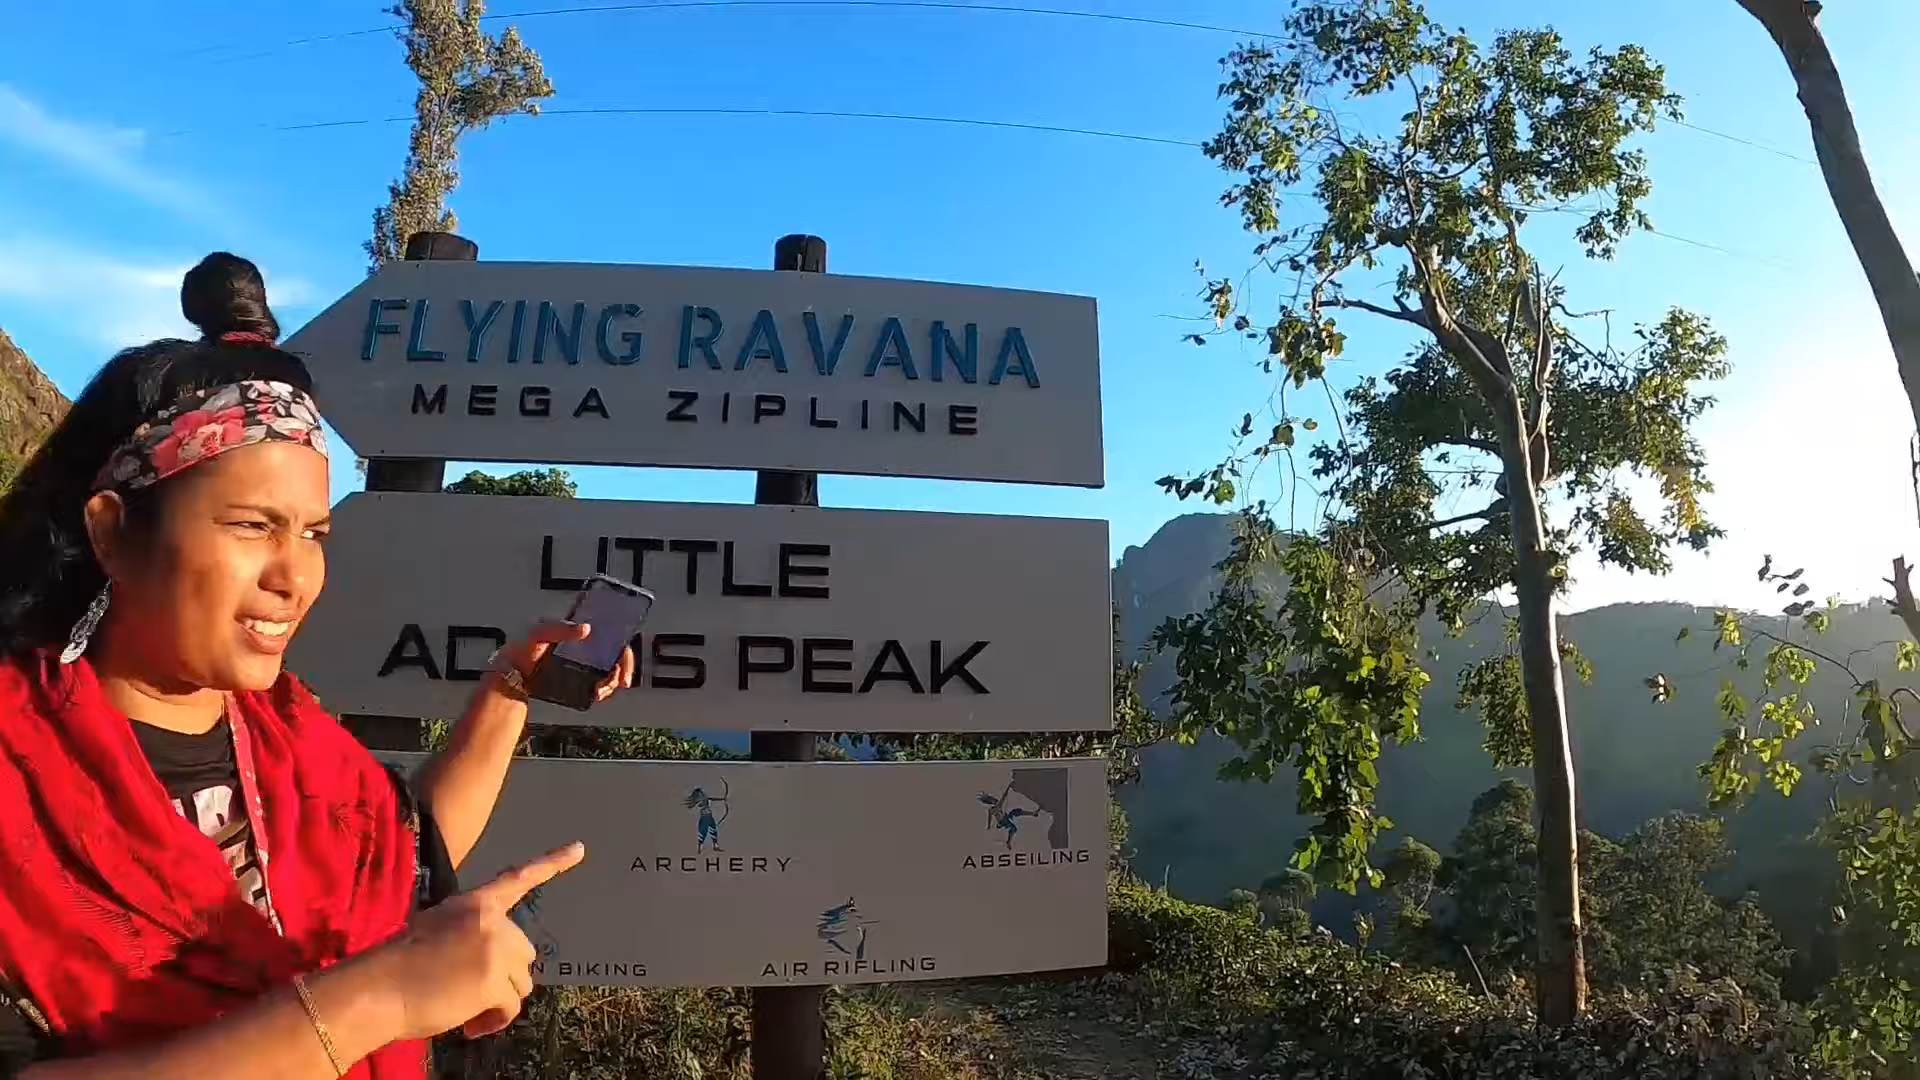 FLYING RAVANA
MEGA ZIPLINE
LITTLE
PEAK
ARCHERY
ABSEILING
BIKING
AIR RIFLING